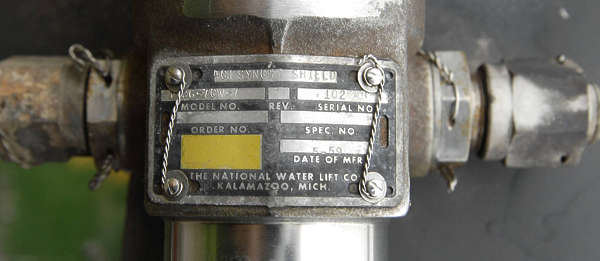 SHIELD
MODEL NO. REV. SERIAL NO.
ORDER NO. SPEC. NO
5-59
DATE OF MFR
THE NATIONAL WATER LIFT CO
KALAMAZOO, MICH.